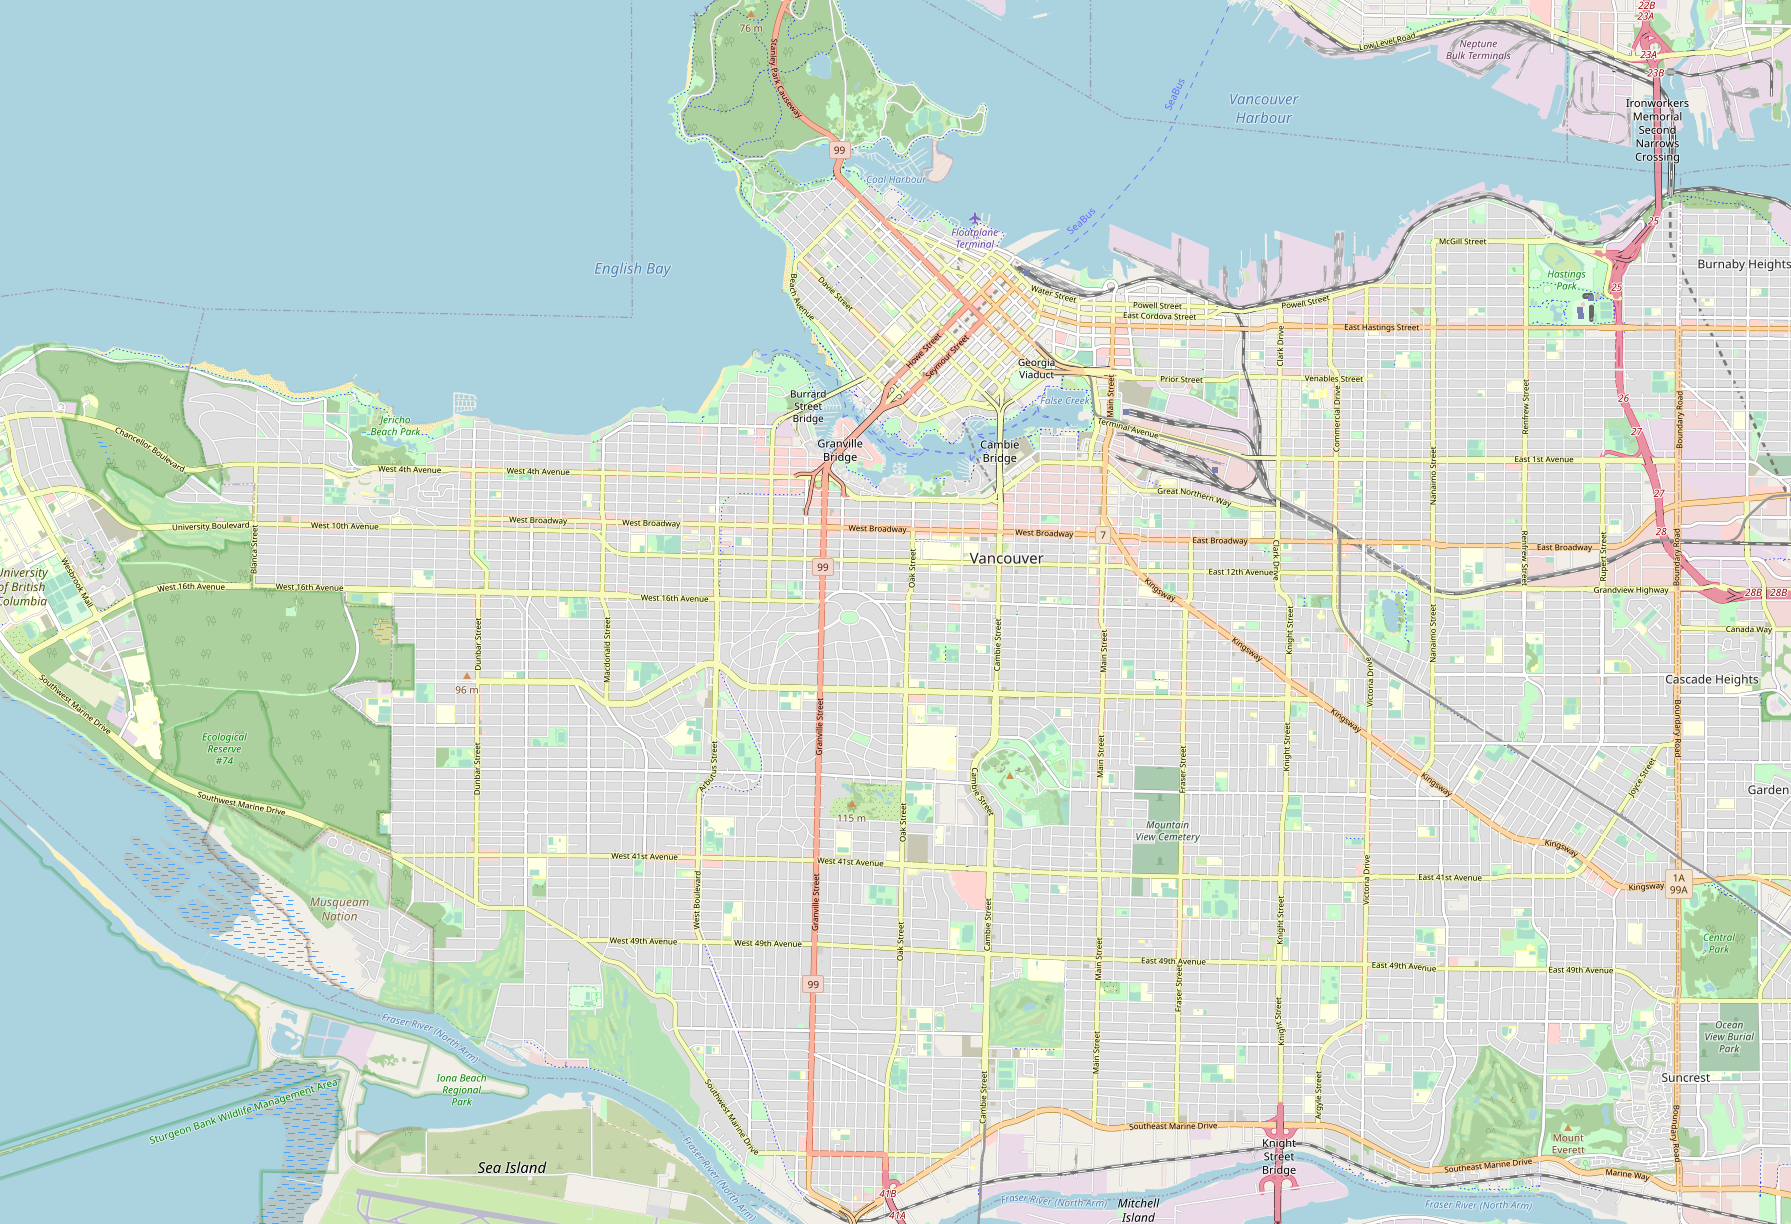 22B
23A
76 m
Low Level Road
Neptune
Bulk Terminals
23A
23B
Stanley Park Causeway
SeaBus
Vancouver
Harbour
Ironworkers
Memorial
Second
Narrows
Crossing
99
Coal Harbour
SeaBus
Floatplane
Terminal
25
McGill Street
Burnaby Heights
English Bay
Beach Avenue
Davie Street
Hastings
Park
25
Water Street
Powell Street
Powell Street
East Cordova Street
East Hastings Street
Howe Street
Seymour Street
Clark Drive
Georgia
Viaduct
Prior Street
Venables Street
Burrard
Street
Bridge
False Creek
Main Street
Commercial Drive
Renfrew Street
26
Boundary Road
Jericho
Beach Park
Chancellor Boulevard
Granville
Bridge
Cambie
Bridge
Terminal Avenue
27
West 4th Avenue
West 4th Avenue
East 1st Avenue
Nanaimo Street
Great Northern Way
27
University Boulevard
West 10th Avenue
West Broadway
West Broadway
West Broadway
West Broadway
7
East Broadway
East Broadway
28
Blanca Street
Vancouver
Oak Street
Clark Drive
Renfrew Street
Rupert Street
Boundary Road
99
East 12th Avenue
Wesbrook Mall
University
of British
Columbia
West 16th Avenue
West 16th Avenue
West 16th Avenue
Kingsway
Grandview Highway
28B
28B
Canada Way
Dunbar Street
Macdonald Street
Cambie Street
Main Street
Knight Street
Nanaimo Street
Kingsway
Victoria Drive
Cascade Heights
96 m
Southwest Marine Drive
Granville Street
Kingsway
Boundary Road
Ecological
Reserve
#74
Dunbar Street
Arbutus Street
Cambie Street
Main Street
Fraser Street
Knight Street
Kingsway
Joyce Street
Garden
Southwest Marine Drive
115 m
Oak Street
Mountain
View Cemetery
Kingsway
West 41st Avenue
West 41st Avenue
East 41st Avenue
Kingsway
1A
99A
Musqueam
Nation
West Boulevard
Granville Street
Victoria Drive
West 49th Avenue
West 49th Avenue
Oak Street
Cambie Street
Main Street
Knight Street
Central
Park
East 49th Avenue
East 49th Avenue
East 49th Avenue
99
Fraser Street
Fraser River (North Arm)
Knight Street
Main Street
Ocean
View Burial
Park
Iona Beach
Regional
Park
Suncrest
Sturgeon Bank Wildlife Management Area
Southwest Marine Drive
Cambie Street
Argyle Street
Southeast Marine Drive
Boundary Road
Mount
Everett
Knight
Street
Bridge
Sea Island
Fraser River (North Arm)
Southeast Marine Drive
Marine Way
41B
Fraser River (North Arm)
Mitchell
Island
Fraser River (North Arm)
41A